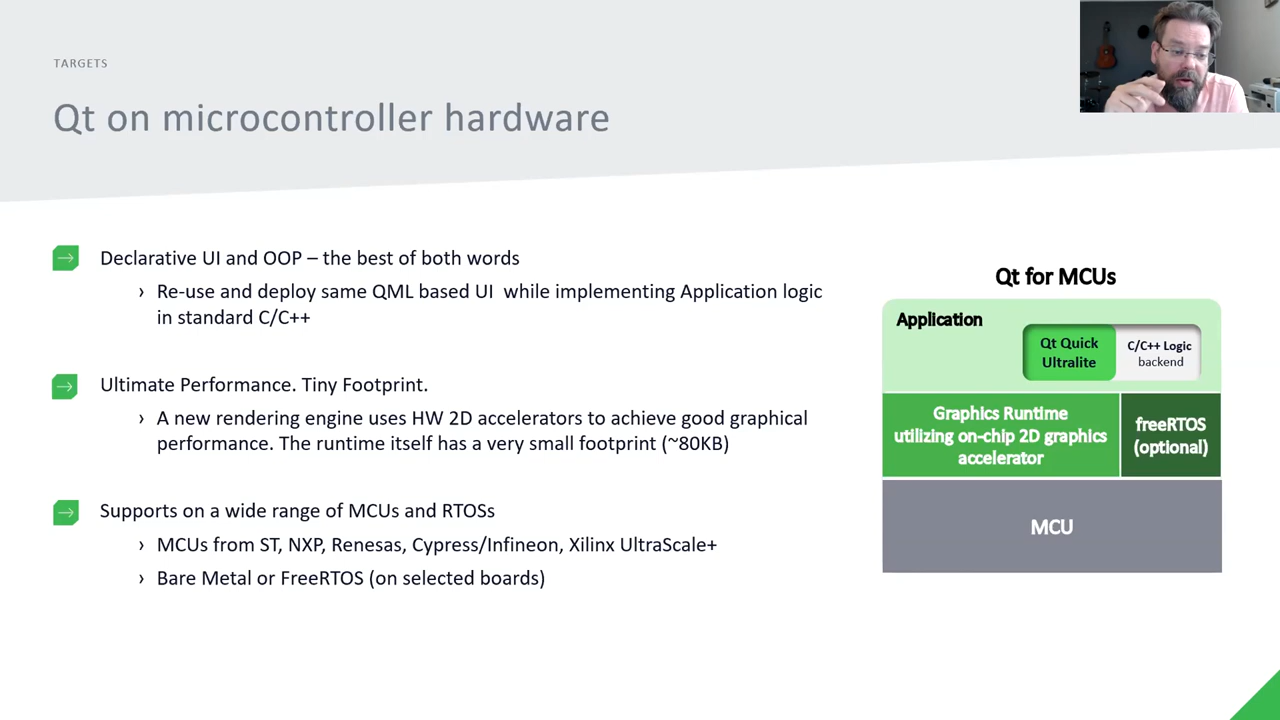 TARGETS
Qt on microcontroller hardware
Declarative UI and OOP – the best of both words
› Re-use and deploy same QML based UI while implementing Application logic
in standard C/C++
Ultimate Performance. Tiny Footprint.
› A new rendering engine uses HW 2D accelerators to achieve good graphical
performance. The runtime itself has a very small footprint (~80KB)
Supports on a wide range of MCUs and RTOSs
› MCUs from ST, NXP, Renesas, Cypress/Infineon, Xilinx UltraScale+
› Bare Metal or FreeRTOS (on selected boards)
Qt for MCUs
Application
Qt Quick
Ultralite
C/C++ Logic
backend
Graphics Runtime
utilizing on-chip 2D graphics
accelerator
freeRTOS
(optional)
MCU